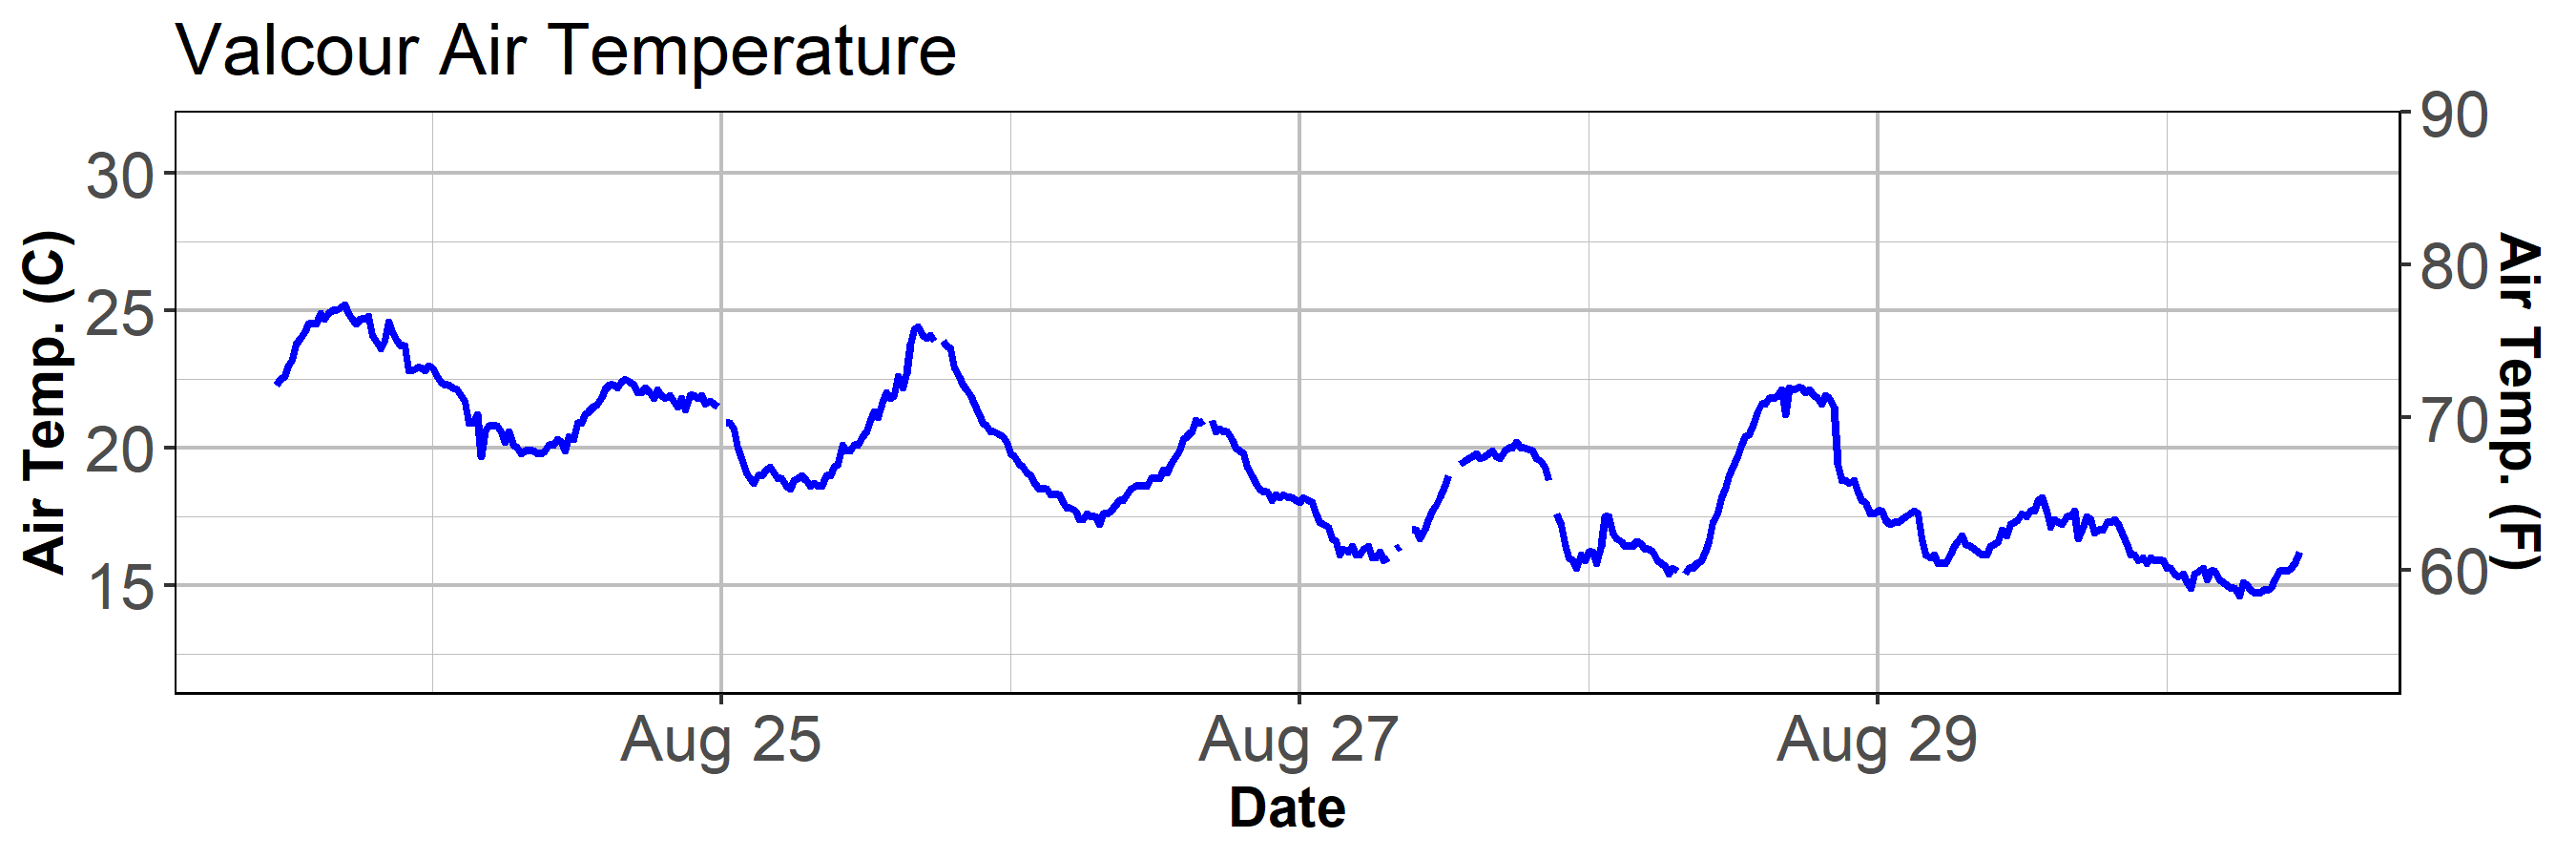 Valcour Air Temperature
30
25
20
15
Air Temp. (C)
90
80
70
60
Air Temp. (F)
Aug 25
Aug 27
Aug 29
Date